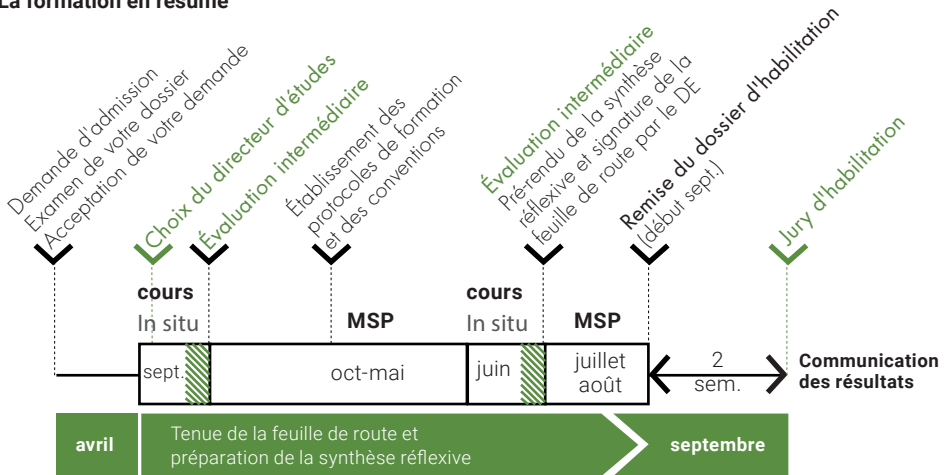 La formation en résumé
Demande d'admission
Examen de votre dossier
Acceptation de votre demande
Choix du directeur d'études
Évaluation intermédiaire
Établissement des
protocoles de formation
et des conventions
Évaluation intermédiaire
Pré-rendu de la synthèse
réflexive et signature de la
feuille de route par le DE
Remise du dossier d'habilitation
(début sept.)
Jury d'habilitation
cours
In situ
MSP
cours
In situ
MSP
sept.
oct-mai
juin
juillet
août
2
sem.
Communication
des résultats
avril
Tenue de la feuille de route et
préparation de la synthèse réflexive
septembre